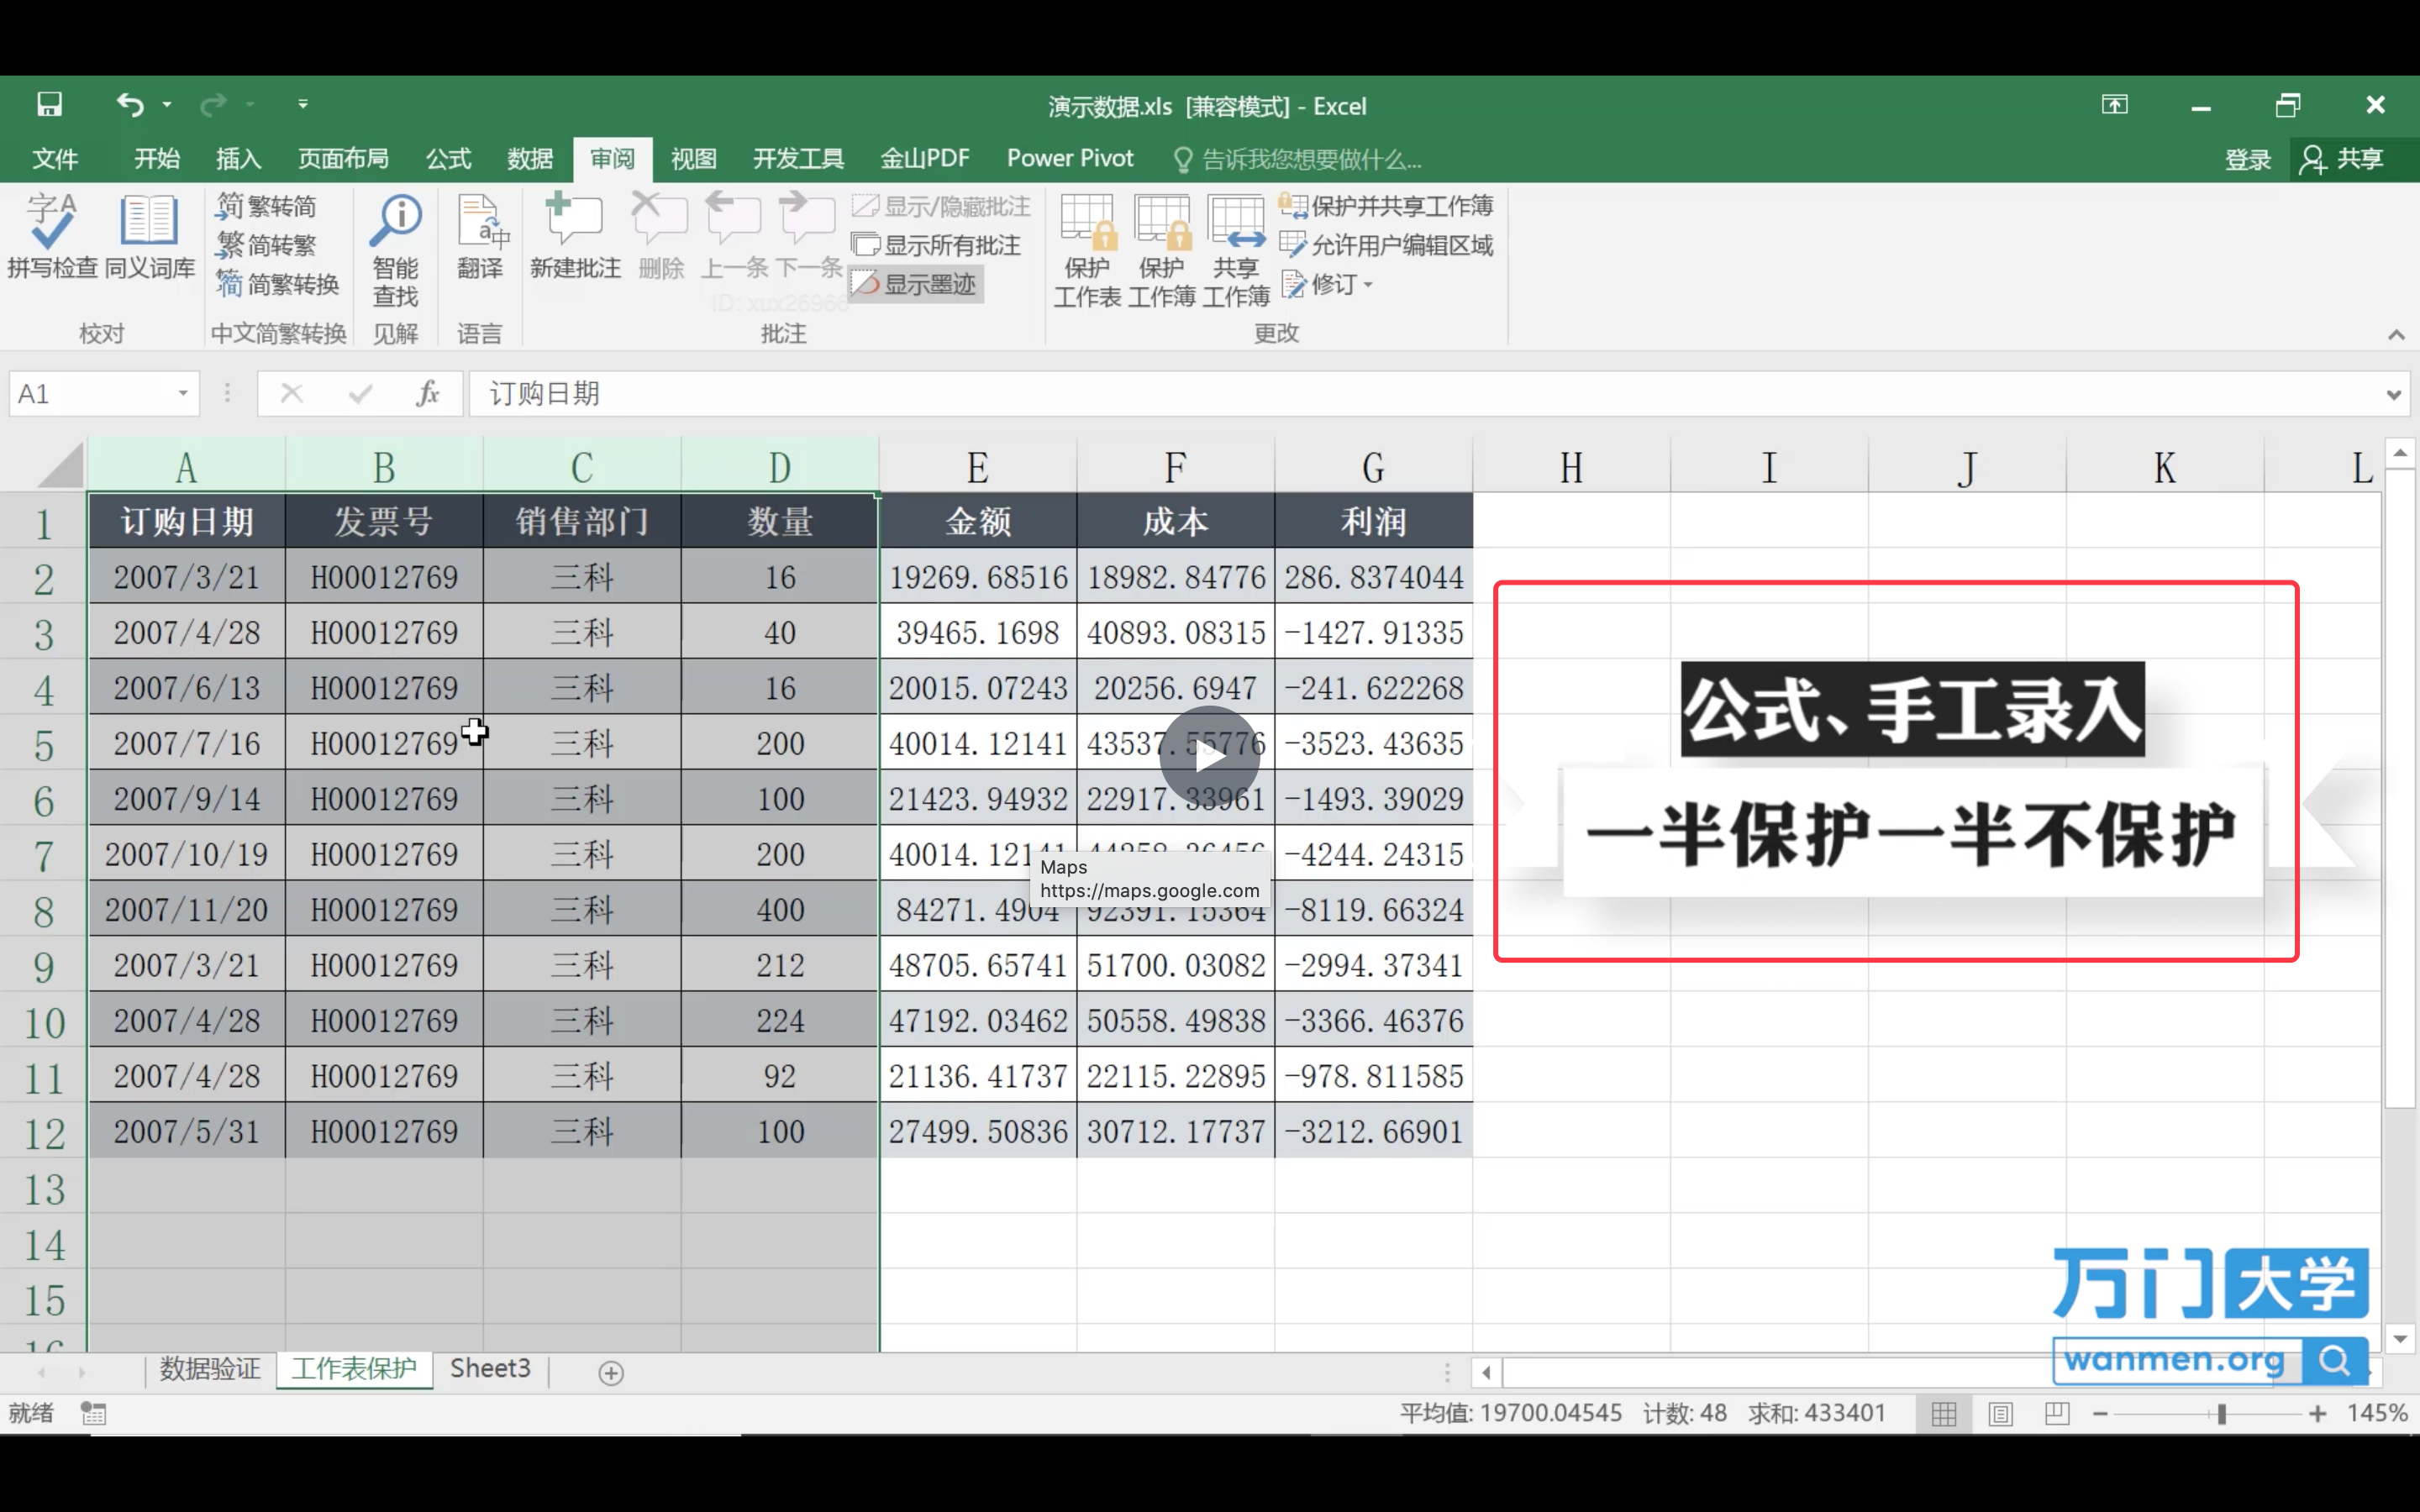 演示数据.xls [兼容模式] - Excel
文件 开始 插入 页面布局 公式 数据 审阅 视图 开发工具 金山PDF Power Pivot 告诉我您想要做什么... 登录 共享
拼写检查 同义词库 繁转简 简转繁 简繁转换 智能查找 翻译 新建批注 删除 上一条 下一条 显示/隐藏批注 显示所有批注 显示墨迹 保护工作表 保护工作簿 共享工作簿 保护并共享工作簿 允许用户编辑区域 修订
校对 中文简繁转换 见解 语言 批注 更改
A1 fx 订购日期
A B C D E F G H I J K L
1 订购日期 发票号 销售部门 数量 金额 成本 利润
2 2007/3/21 H00012769 三科 16 19269.68516 18982.84776 286.8374044
3 2007/4/28 H00012769 三科 40 39465.1698 40893.08315 -1427.91335
4 2007/6/13 H00012769 三科 16 20015.07243 20256.6947 -241.622268
5 2007/7/16 H00012769 三科 200 40014.12141 43537.55776 -3523.43635
6 2007/9/14 H00012769 三科 100 21423.94932 22917.33961 -1493.39029
7 2007/10/19 H00012769 三科 200 40014.12141 -4244.24315
8 2007/11/20 H00012769 三科 400 84271.4904 92391.15364 -8119.66324
9 2007/3/21 H00012769 三科 212 48705.65741 51700.03082 -2994.37341
10 2007/4/28 H00012769 三科 224 47192.03462 50558.49838 -3366.46376
11 2007/4/28 H00012769 三科 92 21136.41737 22115.22895 -978.811585
12 2007/5/31 H00012769 三科 100 27499.50836 30712.17737 -3212.66901
13
14
15
16
公式、手工录入
一半保护一半不保护
Maps
https://maps.google.com
万门大学
wanmen.org
数据验证 工作表保护 Sheet3
就绪 平均值: 19700.04545 计数: 48 求和: 433401 145%